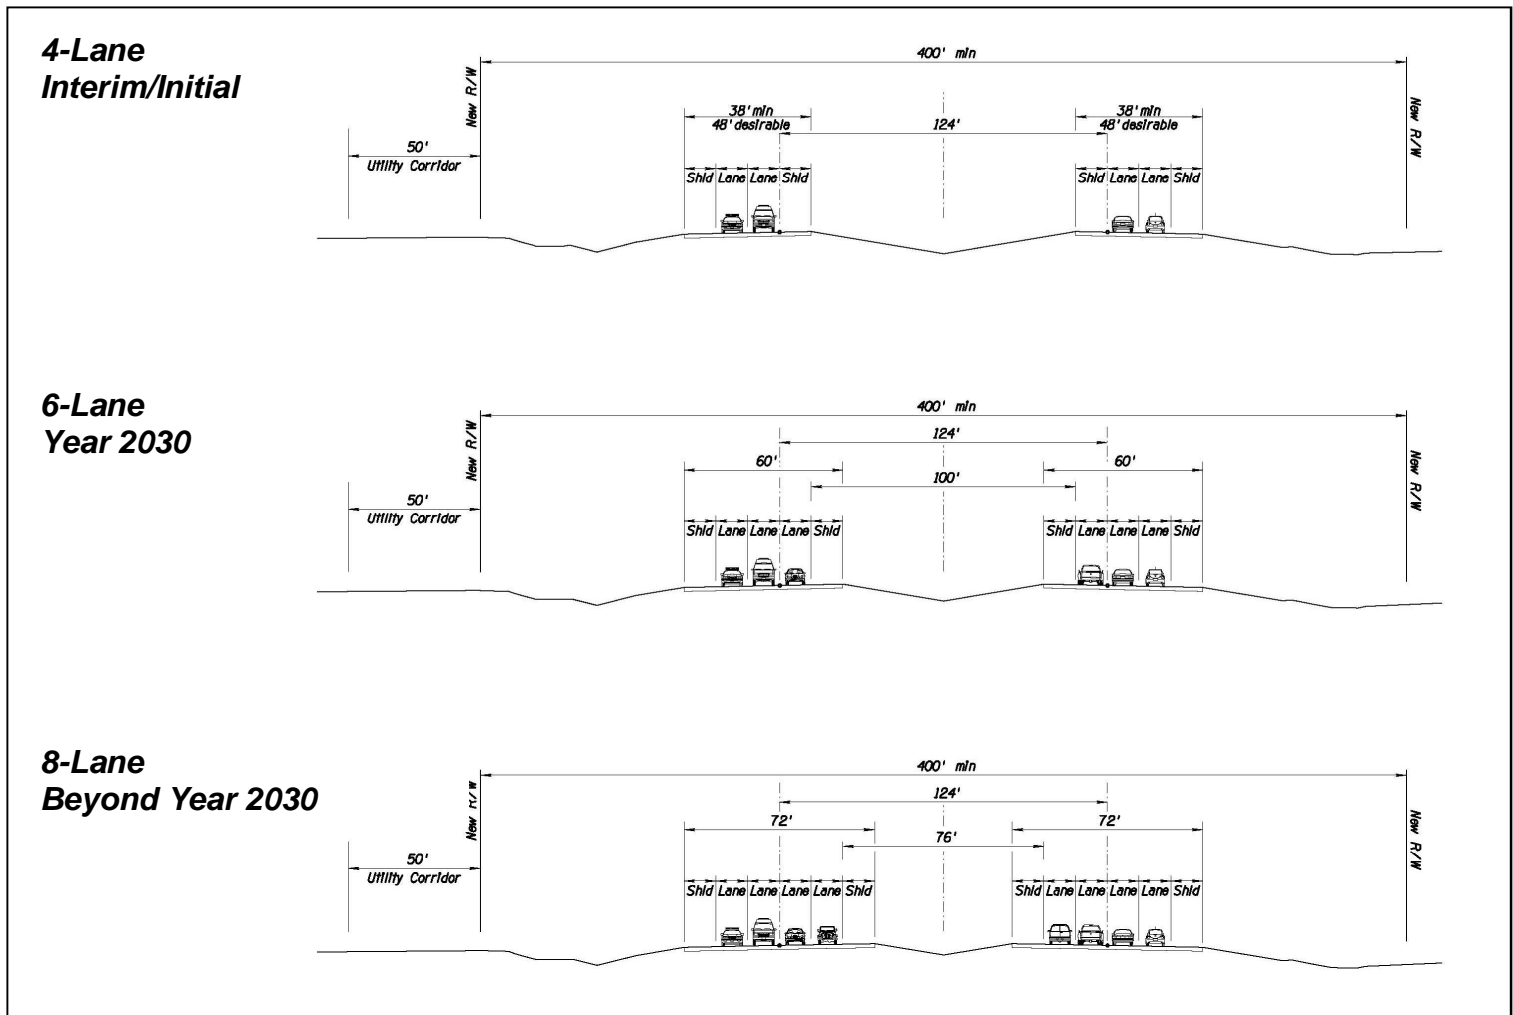 4-Lane
Interim/Initial
400' min
New R/W
New R/W
38' min
48' desirable
124'
38' min
48' desirable
50'
Utility Corridor
Shld Lane Lane Shld
Shld Lane Lane Shld
6-Lane
Year 2030
400' min
New R/W
New R/W
124'
60'
60'
100'
50'
Utility Corridor
Shld Lane Lane Lane Shld
Shld Lane Lane Lane Shld
8-Lane
Beyond Year 2030
400' min
New R/W
New R/W
124'
72'
72'
76'
50'
Utility Corridor
Shld Lane Lane Lane Lane Shld
Shld Lane Lane Lane Lane Shld